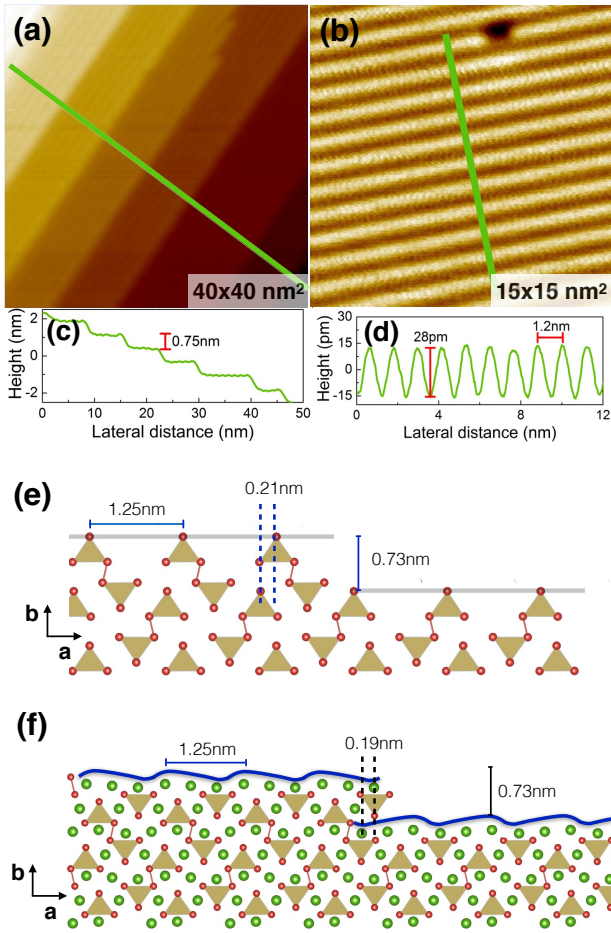 (a)
40x40 nm²
(b)
15x15 nm²
(c)
Height (nm)
2
0
-2
0.75nm
0 10 20 30 40 50
Lateral distance (nm)
(d)
Height (pm)
30
15
0
-15
28pm
1.2nm
0 4 8 12
Lateral distance (nm)
(e)
1.25nm
0.21nm
0.73nm
b
a
(f)
1.25nm
0.19nm
0.73nm
b
a